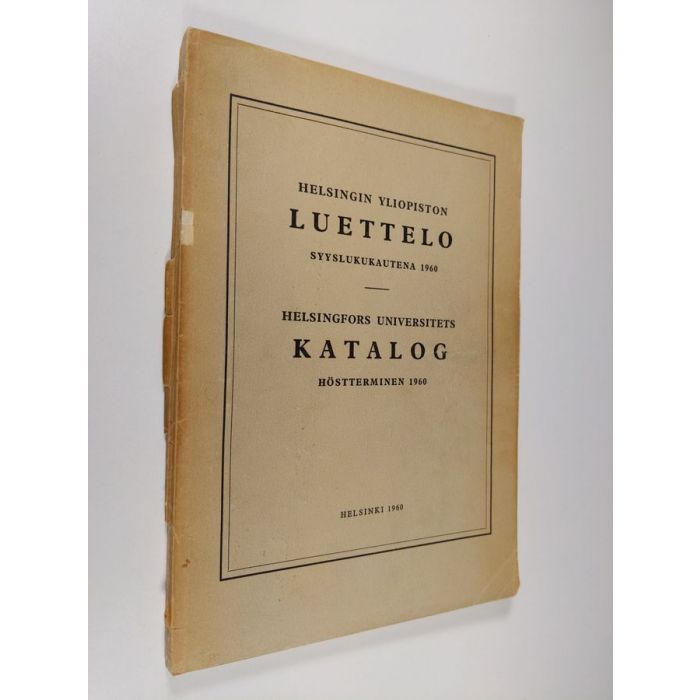 HELSINGIN YLIOPISTON
LUETTELO
SYYSLUKUKAUTENA 1960
HELSINGFORS UNIVERSITETS
KATALOG
HÖSTTERMINEN 1960
HELSINKI 1960